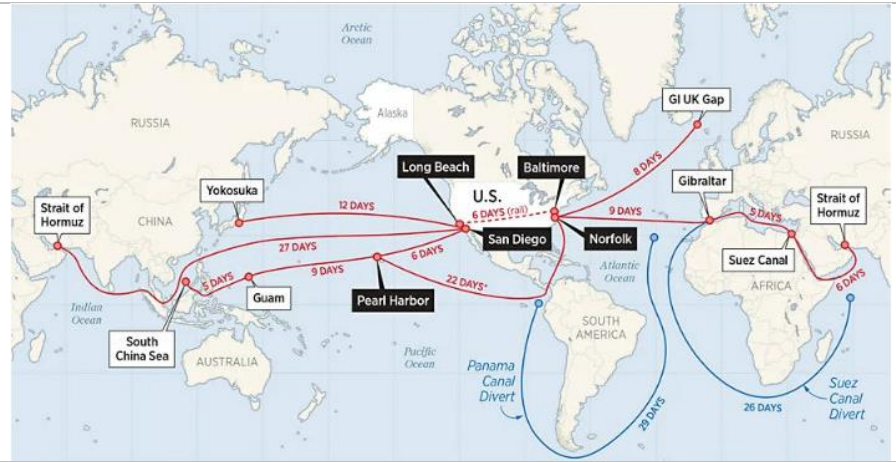 Arctic
Ocean
GI UK Gap
RUSSIA
Alaska
RUSSIA
Long Beach
Baltimore
8 DAYS
Gibraltar
Yokosuka
U.S.
Strait of
Hormuz
12 DAYS
6 DAYS (rail)
9 DAYS
5 DAYS
Strait of
Hormuz
CHINA
27 DAYS
San Diego
Norfolk
6 DAYS
Suez Canal
5 DAYS
9 DAYS
22 DAYS*
Atlantic
Ocean
6 DAYS
Guam
Pearl Harbor
AFRICA
Indian
Ocean
South
China Sea
SOUTH
AMERICA
AUSTRALIA
Pacific
Ocean
Panama
Canal
Divert
29 DAYS
26 DAYS
Suez
Canal
Divert